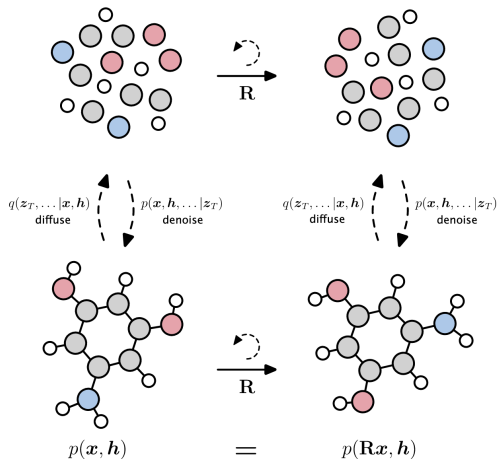 R
q(z_T, … |x, h)
diffuse
p(x, h, … |z_T)
denoise
q(z_T, … |x, h)
diffuse
p(x, h, … |z_T)
denoise
R
p(x, h) = p(Rx, h)